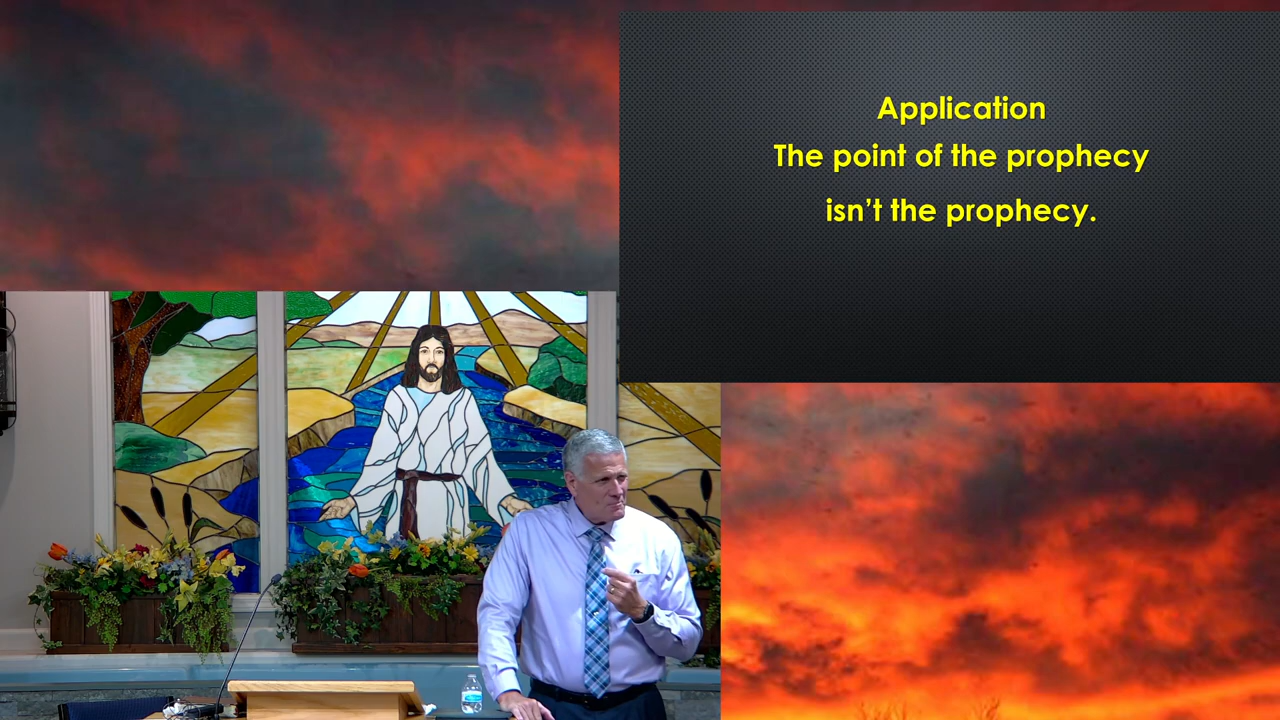 Application
The point of the prophecy
isn’t the prophecy.